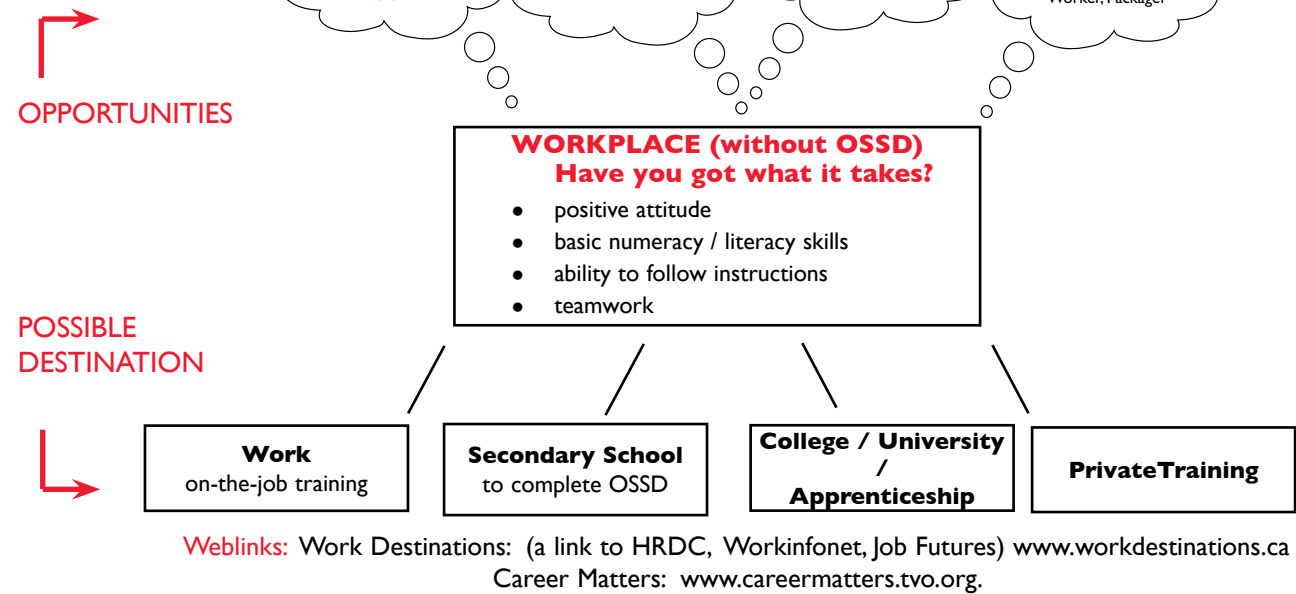 Worker, Packager
OPPORTUNITIES
WORKPLACE (without OSSD)
Have you got what it takes?
● positive attitude
● basic numeracy / literacy skills
● ability to follow instructions
● teamwork
POSSIBLE
DESTINATION
Work
on-the-job training
Secondary School
to complete OSSD
College / University
/
Apprenticeship
PrivateTraining
Weblinks: Work Destinations: (a link to HRDC, Workinfonet, Job Futures) www.workdestinations.ca
Career Matters: www.careermatters.tvo.org.